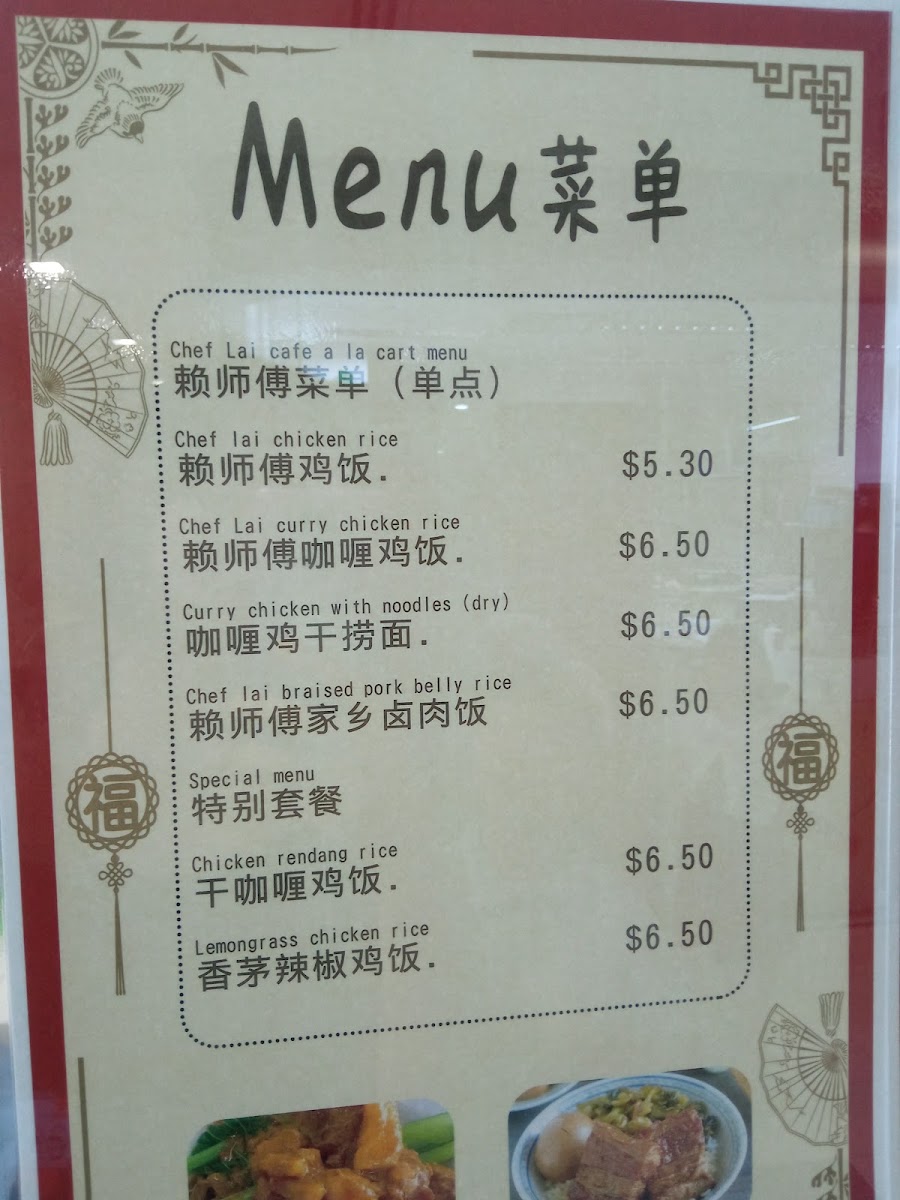 Menu菜单
Chef Lai cafe a la cart menu
赖师傅菜单（单点）
Chef lai chicken rice
赖师傅鸡饭. $5.30
Chef Lai curry chicken rice
赖师傅咖喱鸡饭. $6.50
Curry chicken with noodles (dry)
咖喱鸡干捞面. $6.50
Chef lai braised pork belly rice
赖师傅家乡卤肉饭 $6.50
Special menu
特别套餐
Chicken rendang rice
干咖喱鸡饭. $6.50
Lemongrass chicken rice
香茅辣椒鸡饭. $6.50
福
福